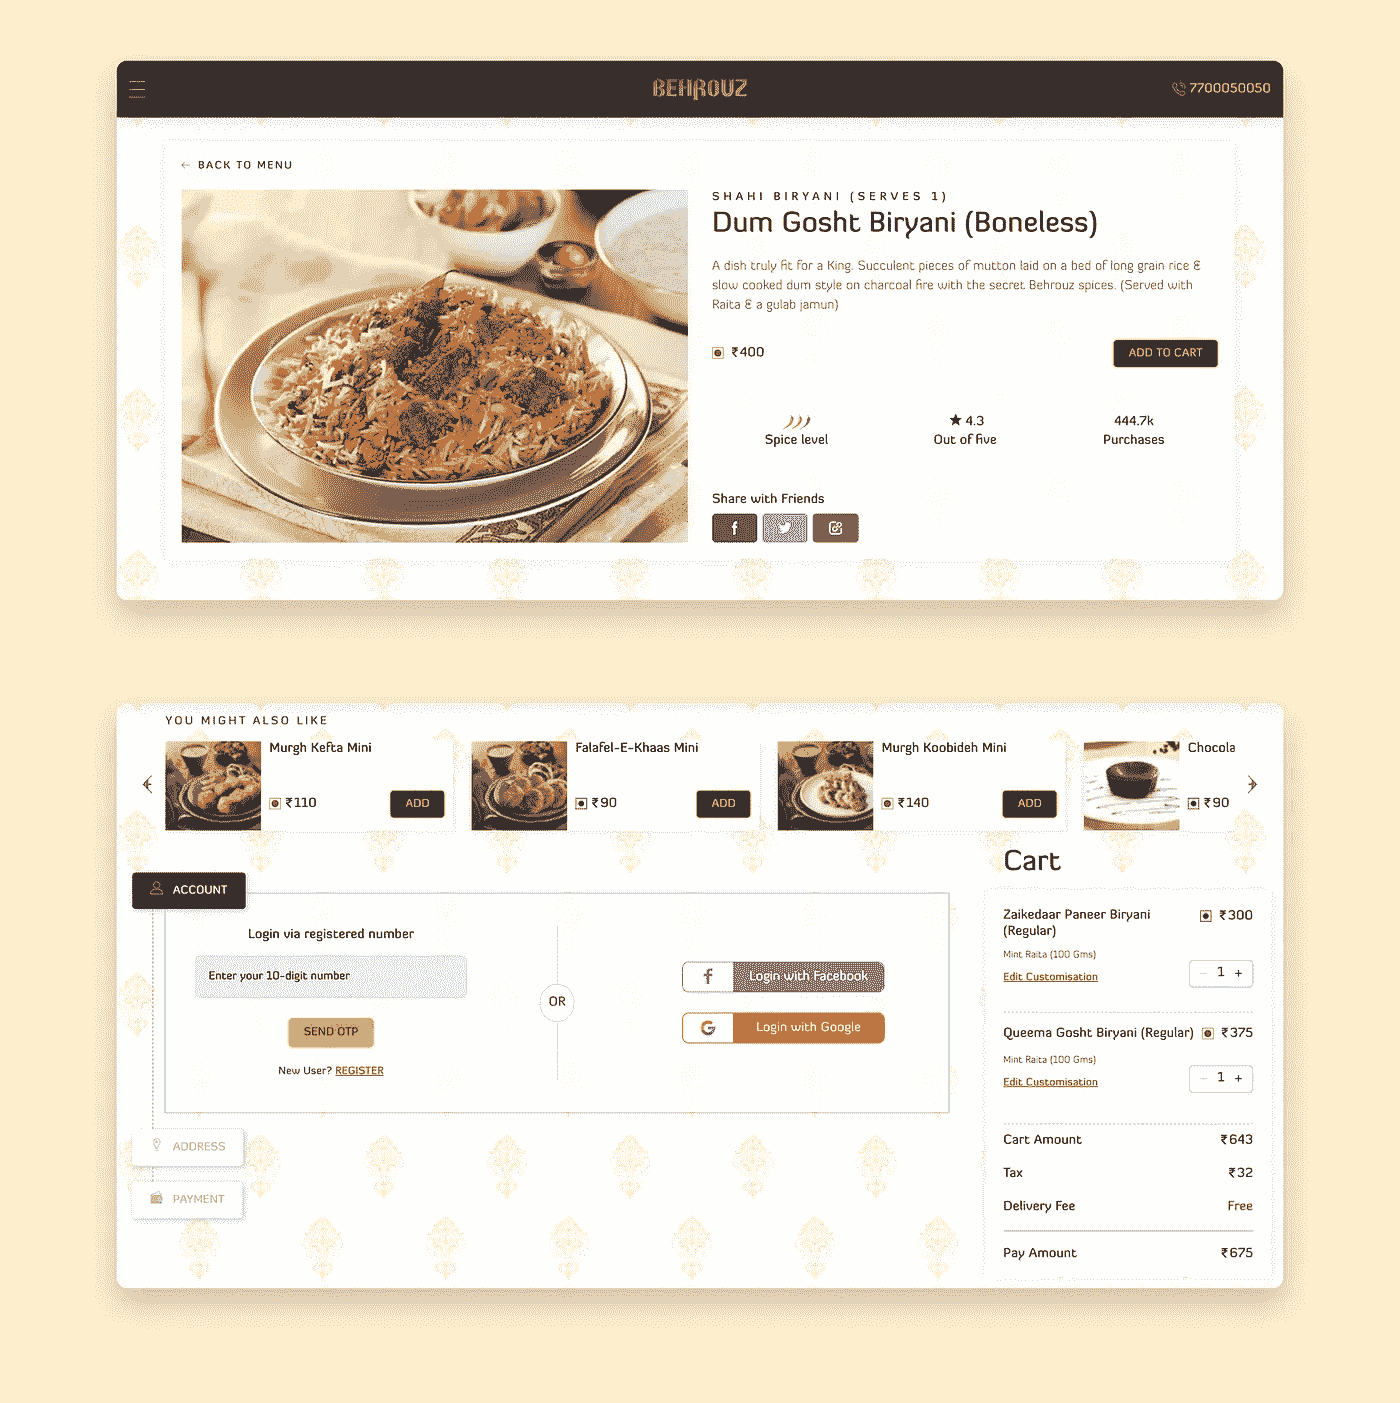 BEHROUZ
7700050050
← BACK TO MENU
SHAHI BIRYANI (SERVES 1)
Dum Gosht Biryani (Boneless)
A dish truly fit for a King. Succulent pieces of mutton laid on a bed of long grain rice &
slow cooked dum style on charcoal fire with the secret Behrouz spices. (Served with
Raita & a gulab jamun)
₹400
ADD TO CART
Spice level
★ 4.3
Out of five
444.7k
Purchases
Share with Friends
YOU MIGHT ALSO LIKE
Murgh Kefta Mini
₹110
ADD
Falafel-E-Khaas Mini
₹90
ADD
Murgh Koobideh Mini
₹140
ADD
Chocola
₹90
ACCOUNT
Login via registered number
Enter your 10-digit number
SEND OTP
New User? REGISTER
OR
Login with Facebook
Login with Google
ADDRESS
PAYMENT
Cart
Zaikedaar Paneer Biryani
(Regular)
₹300
Mint Raita (100 Gms)
Edit Customisation
− 1 +
Queema Gosht Biryani (Regular)
₹375
Mint Raita (100 Gms)
Edit Customisation
− 1 +
Cart Amount ₹643
Tax ₹32
Delivery Fee Free
Pay Amount ₹675